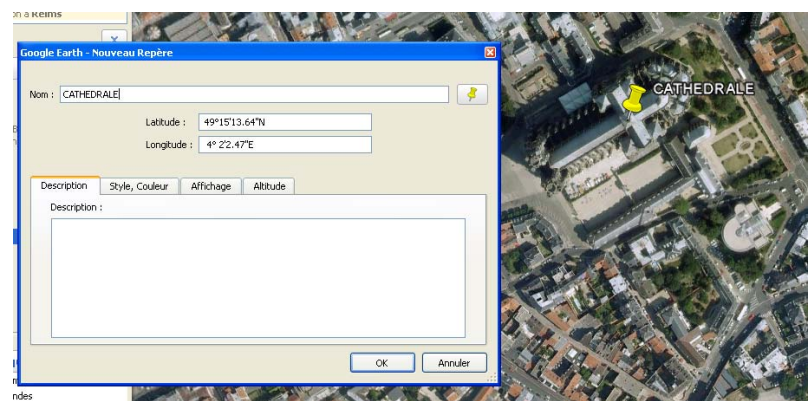 on à Reims
Google Earth - Nouveau Repère
Nom : CATHEDRALE
Latitude : 49°15'13.64"N
Longitude : 4° 2'2.47"E
Description Style, Couleur Affichage Altitude
Description :
OK Annuler
ndes
CATHEDRALE